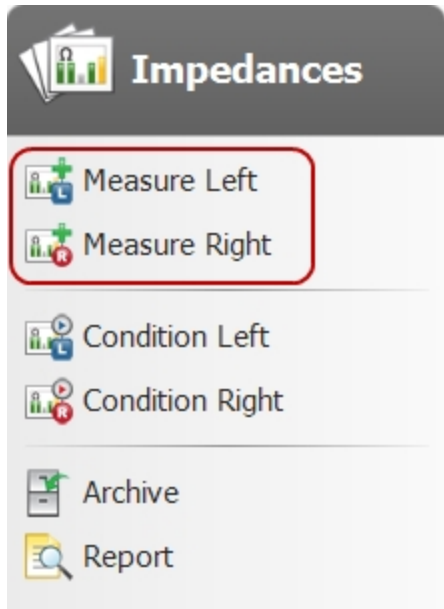 Impedances
Measure Left
Measure Right
Condition Left
Condition Right
Archive
Report